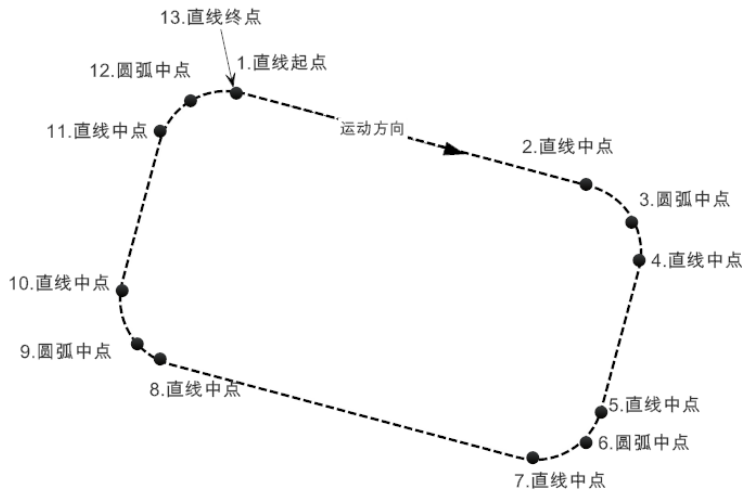 13.直线终点
1.直线起点
12.圆弧中点
11.直线中点
运动方向
2.直线中点
3.圆弧中点
4.直线中点
10.直线中点
9.圆弧中点
8.直线中点
5.直线中点
6.圆弧中点
7.直线中点